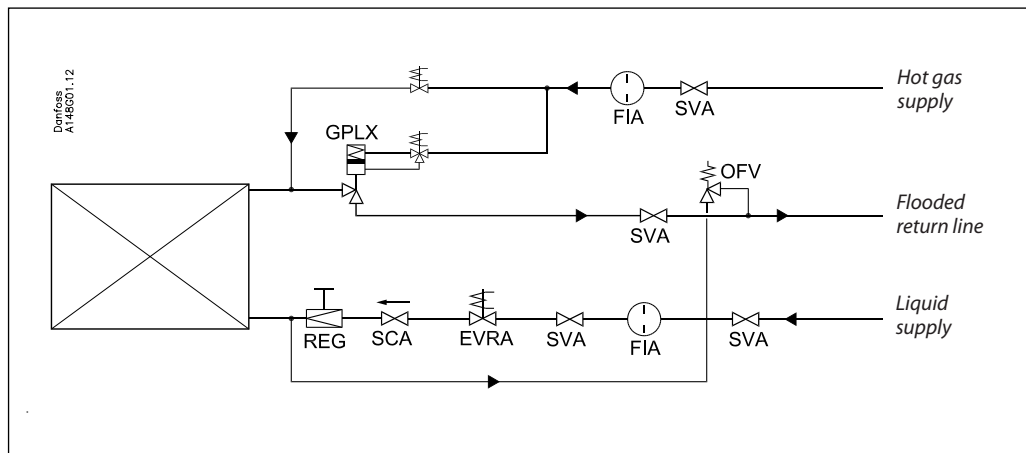 Danfoss
A148G01.12
Hot gas
supply
FIA
SVA
GPLX
OFV
Flooded
return line
SVA
Liquid
supply
REG
SCA
EVRA
SVA
FIA
SVA